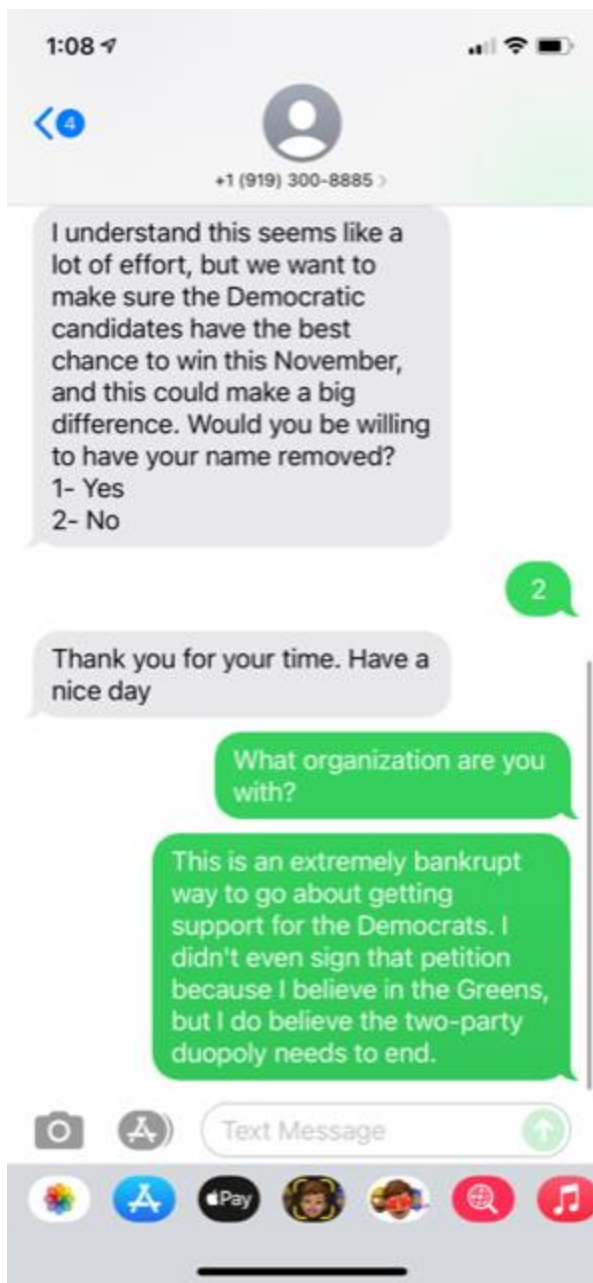 1:08
4
+1 (919) 300-8885 >
I understand this seems like a
lot of effort, but we want to
make sure the Democratic
candidates have the best
chance to win this November,
and this could make a big
difference. Would you be willing
to have your name removed?
1- Yes
2- No
2
Thank you for your time. Have a
nice day
What organization are you
with?
This is an extremely bankrupt
way to go about getting
support for the Democrats. I
didn't even sign that petition
because I believe in the Greens,
but I do believe the two-party
duopoly needs to end.
Text Message
Pay